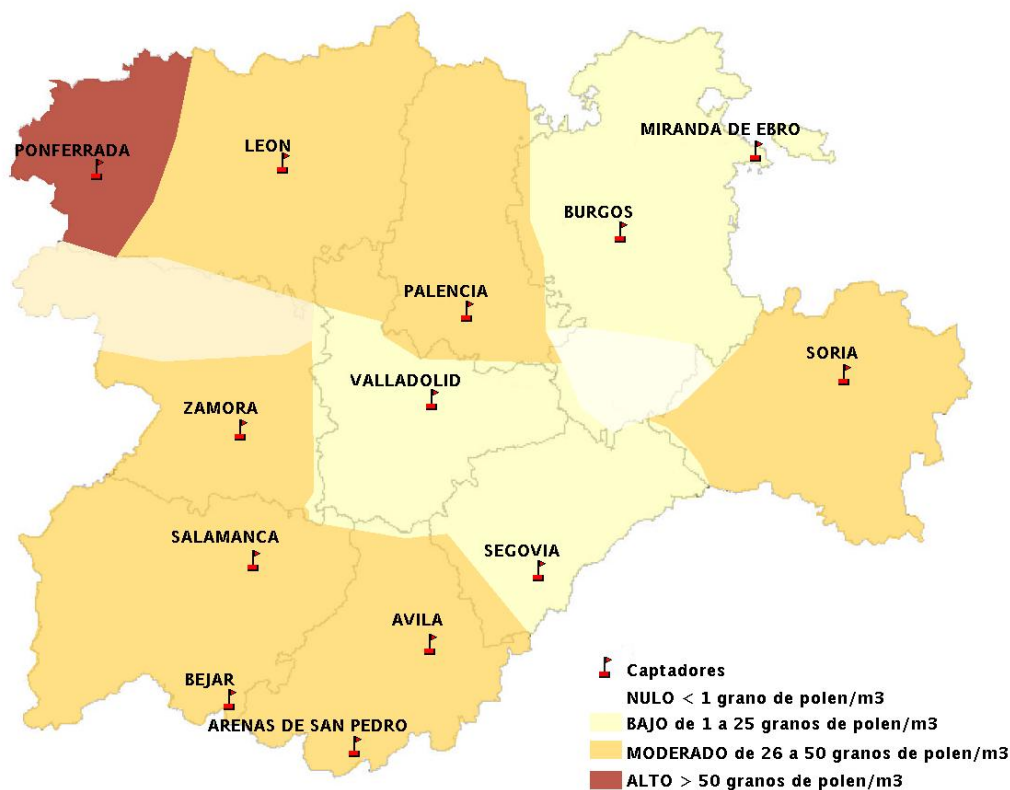 MIRANDA DE EBRO
PONFERRADA
LEON
BURGOS
PALENCIA
SORIA
VALLADOLID
ZAMORA
SALAMANCA
SEGOVIA
AVILA
BEJAR
ARENAS DE SAN PEDRO
Captadores
NULO < 1 grano de polen/m3
BAJO de 1 a 25 granos de polen/m3
MODERADO de 26 a 50 granos de polen/m3
ALTO > 50 granos de polen/m3